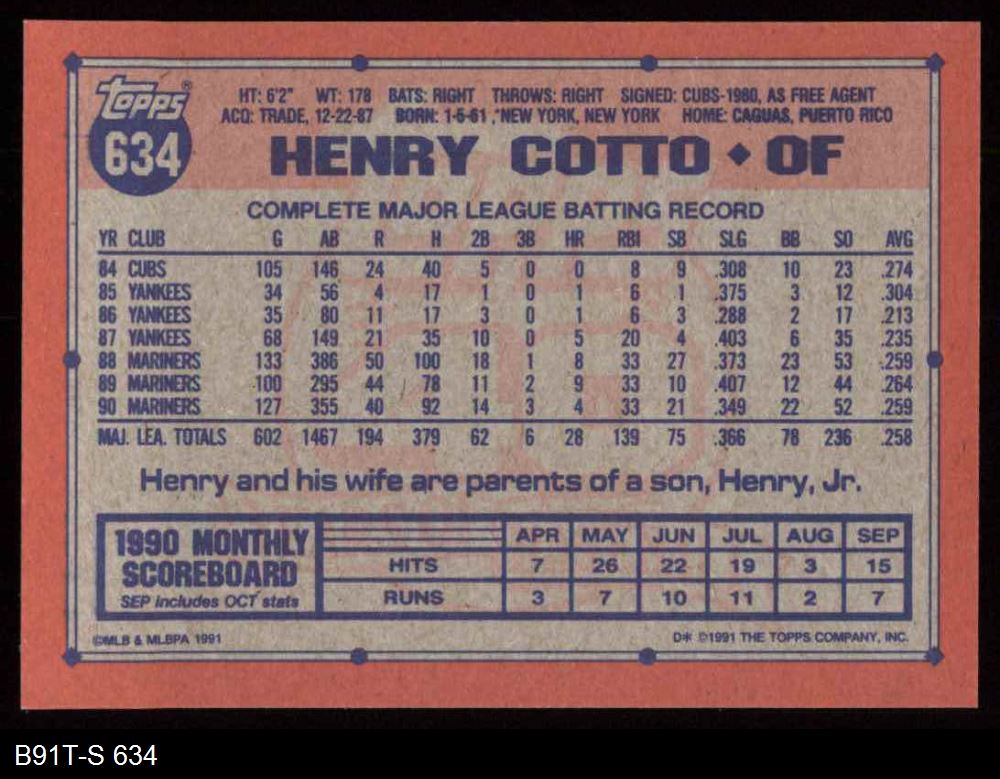 topps®
634
HT: 6'2" WT: 178 BATS: RIGHT THROWS: RIGHT SIGNED: CUBS-1980, AS FREE AGENT
ACQ: TRADE, 12-22-87 BORN: 1-5-61, NEW YORK, NEW YORK HOME: CAGUAS, PUERTO RICO
HENRY COTTO ◆ OF
COMPLETE MAJOR LEAGUE BATTING RECORD
YR CLUB G AB R H 2B 3B HR RBI SB SLG BB SO AVG
84 CUBS 105 146 24 40 5 0 0 8 9 .308 10 23 .274
85 YANKEES 34 56 4 17 1 0 1 6 1 .375 3 12 .304
86 YANKEES 35 80 11 17 3 0 1 6 3 .288 2 17 .213
87 YANKEES 68 149 21 35 10 0 5 20 4 .403 6 35 .235
88 MARINERS 133 386 50 100 18 1 8 33 27 .373 23 53 .259
89 MARINERS 100 295 44 78 11 2 9 33 10 .407 12 44 .264
90 MARINERS 127 355 40 92 14 3 4 33 21 .349 22 52 .259
MAJ. LEA. TOTALS 602 1467 194 379 62 6 28 139 75 .366 78 236 .258
Henry and his wife are parents of a son, Henry, Jr.
1990 MONTHLY
SCOREBOARD
SEP includes OCT stats
APR MAY JUN JUL AUG SEP
HITS 7 26 22 19 3 15
RUNS 3 7 10 11 2 7
©MLB & MLBPA 1991
D* ©1991 THE TOPPS COMPANY, INC.
B91T-S 634